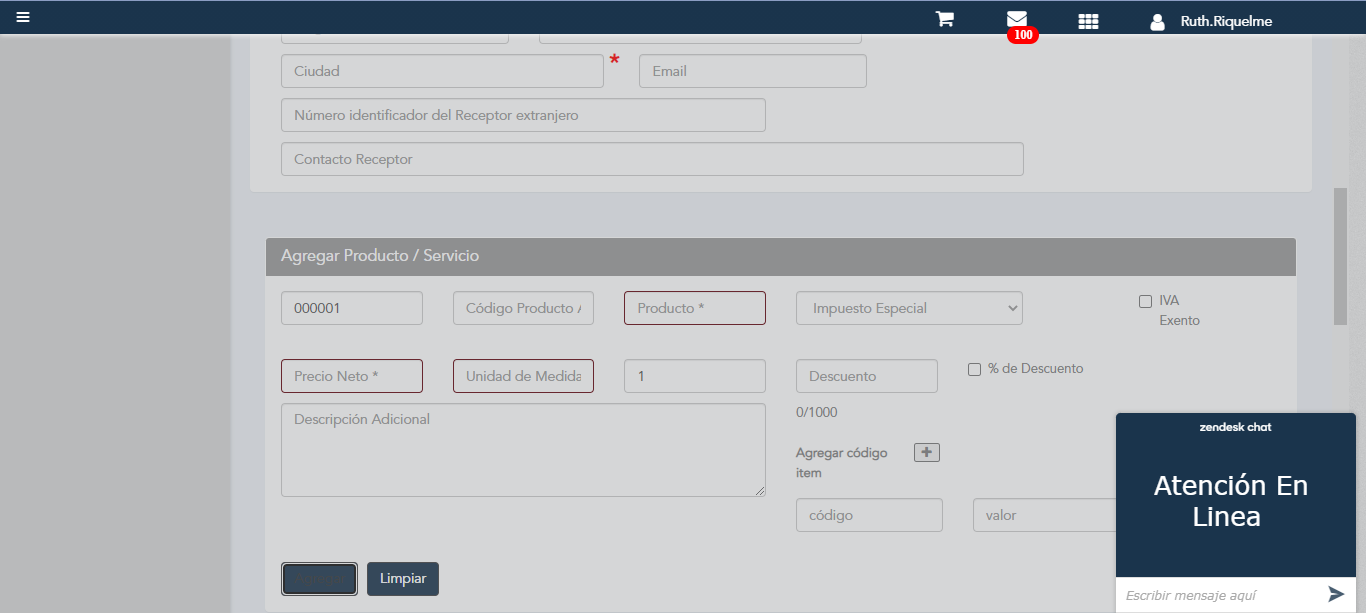 Ruth.Riquelme
100
Ciudad
*
Email
Número identificador del Receptor extranjero
Contacto Receptor
Agregar Producto / Servicio
000001
Código Producto
Producto *
Impuesto Especial
IVA
Exento
Precio Neto *
Unidad de Medida
1
Descuento
% de Descuento
Descripción Adicional
0/1000
Agregar código
item
+
código
valor
Limpiar
zendesk chat
Atención En
Linea
Escribir mensaje aquí